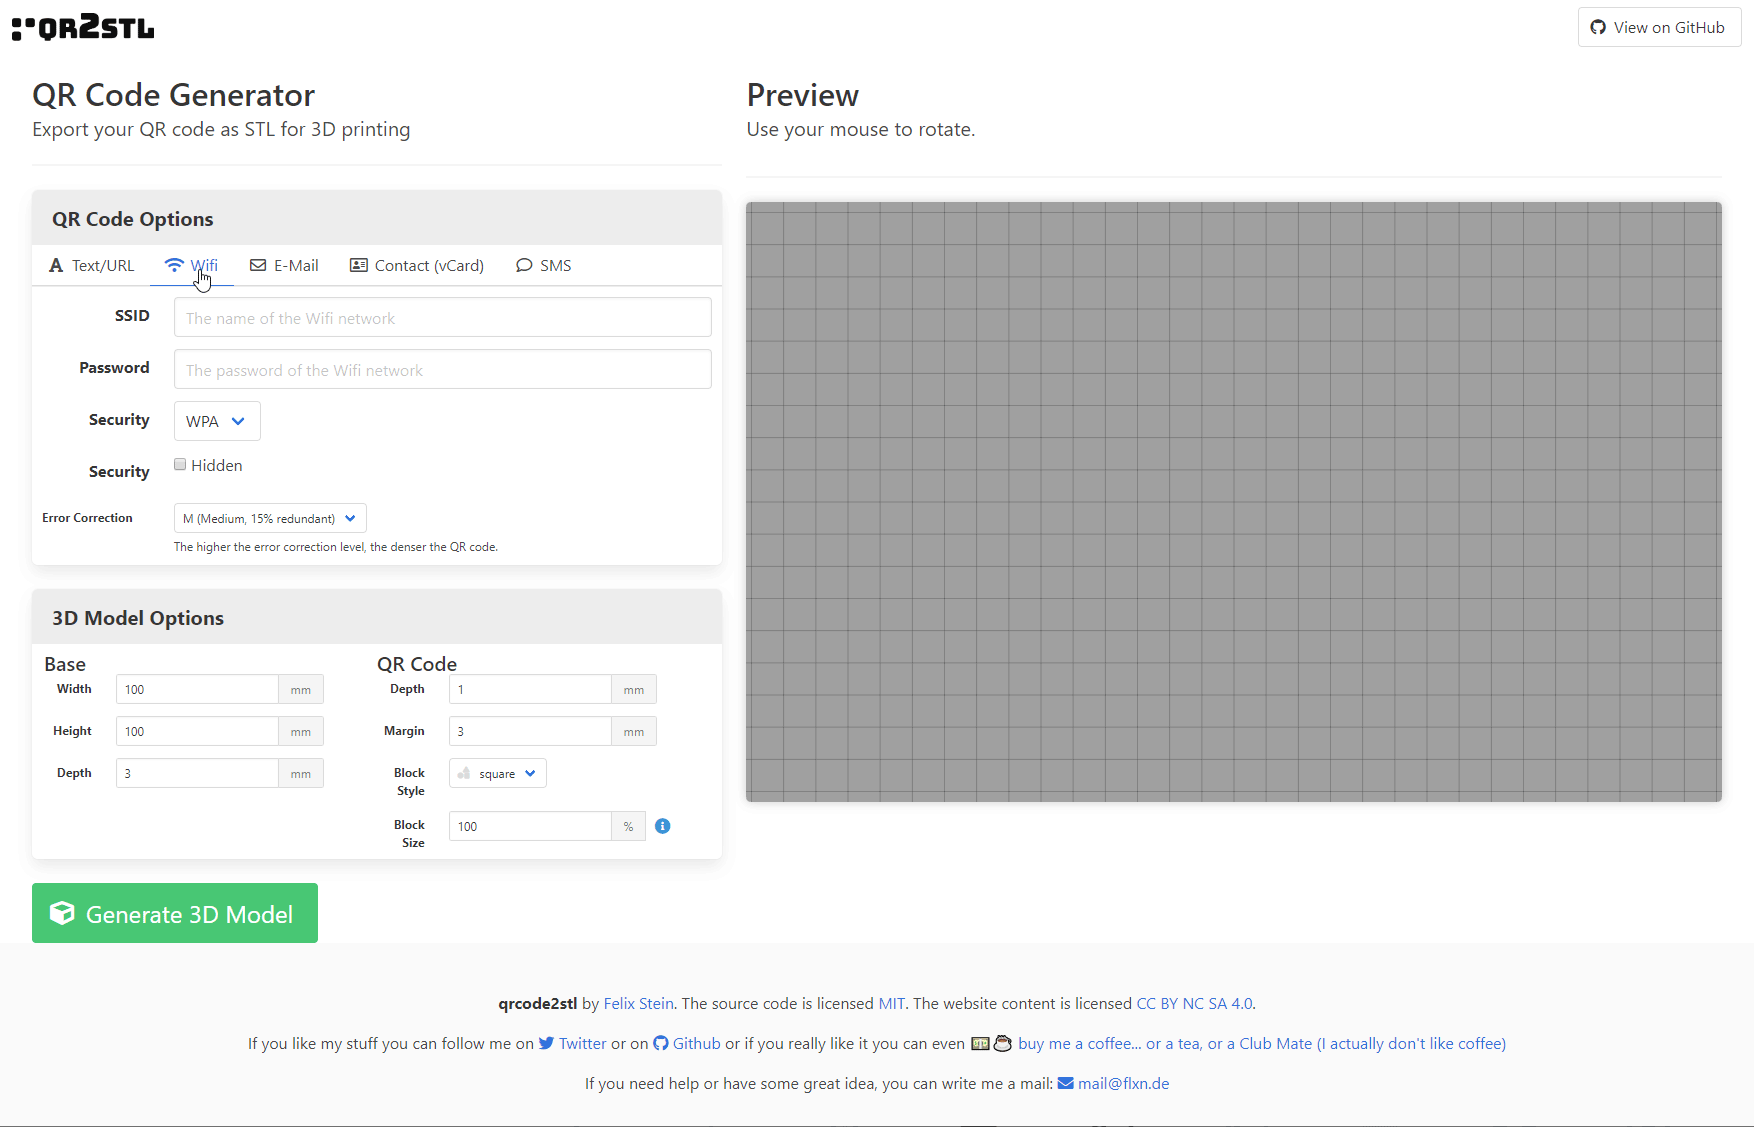 QR2STL
View on GitHub
QR Code Generator
Export your QR code as STL for 3D printing
Preview
Use your mouse to rotate.
QR Code Options
Text/URL Wifi E-Mail Contact (vCard) SMS
SSID The name of the Wifi network
Password The password of the Wifi network
Security WPA
Security Hidden
Error Correction M (Medium, 15% redundant)
The higher the error correction level, the denser the QR code.
3D Model Options
Base QR Code
Width 100 mm Depth 1 mm
Height 100 mm Margin 3 mm
Depth 3 mm Block Style square
Block Size 100 %
Generate 3D Model
qrcode2stl by Felix Stein. The source code is licensed MIT. The website content is licensed CC BY NC SA 4.0.
If you like my stuff you can follow me on Twitter or on Github or if you really like it you can even buy me a coffee... or a tea, or a Club Mate (I actually don't like coffee)
If you need help or have some great idea, you can write me a mail: mail@flxn.de